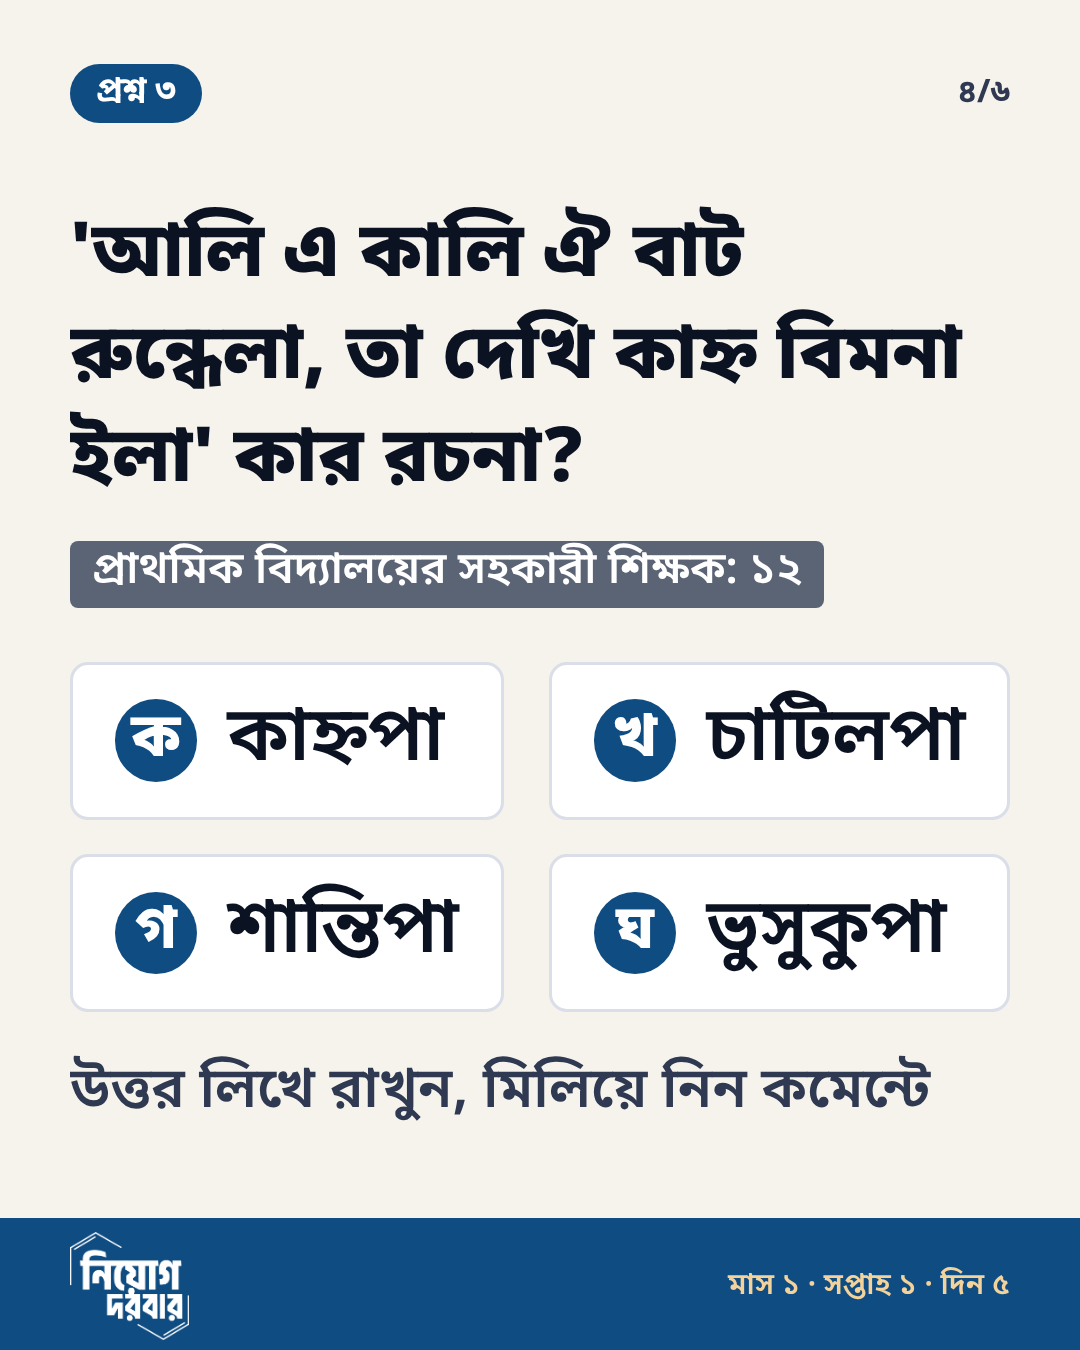 প্রশ্ন ৩
৪/৬
'আলি এ কালি ঐ বাট
রুন্ধেলা, তা দেখি কাহ্ন বিমনা
ইলা' কার রচনা?
প্রাথমিক বিদ্যালয়ের সহকারী শিক্ষক: ১২
ক কাহ্নপা
খ চাটিলপা
গ শান্তিপা
ঘ ভুসুকুপা
উত্তর লিখে রাখুন, মিলিয়ে নিন কমেন্টে
নিয়োগ
দরবার
মাস ১ · সপ্তাহ ১ · দিন ৫